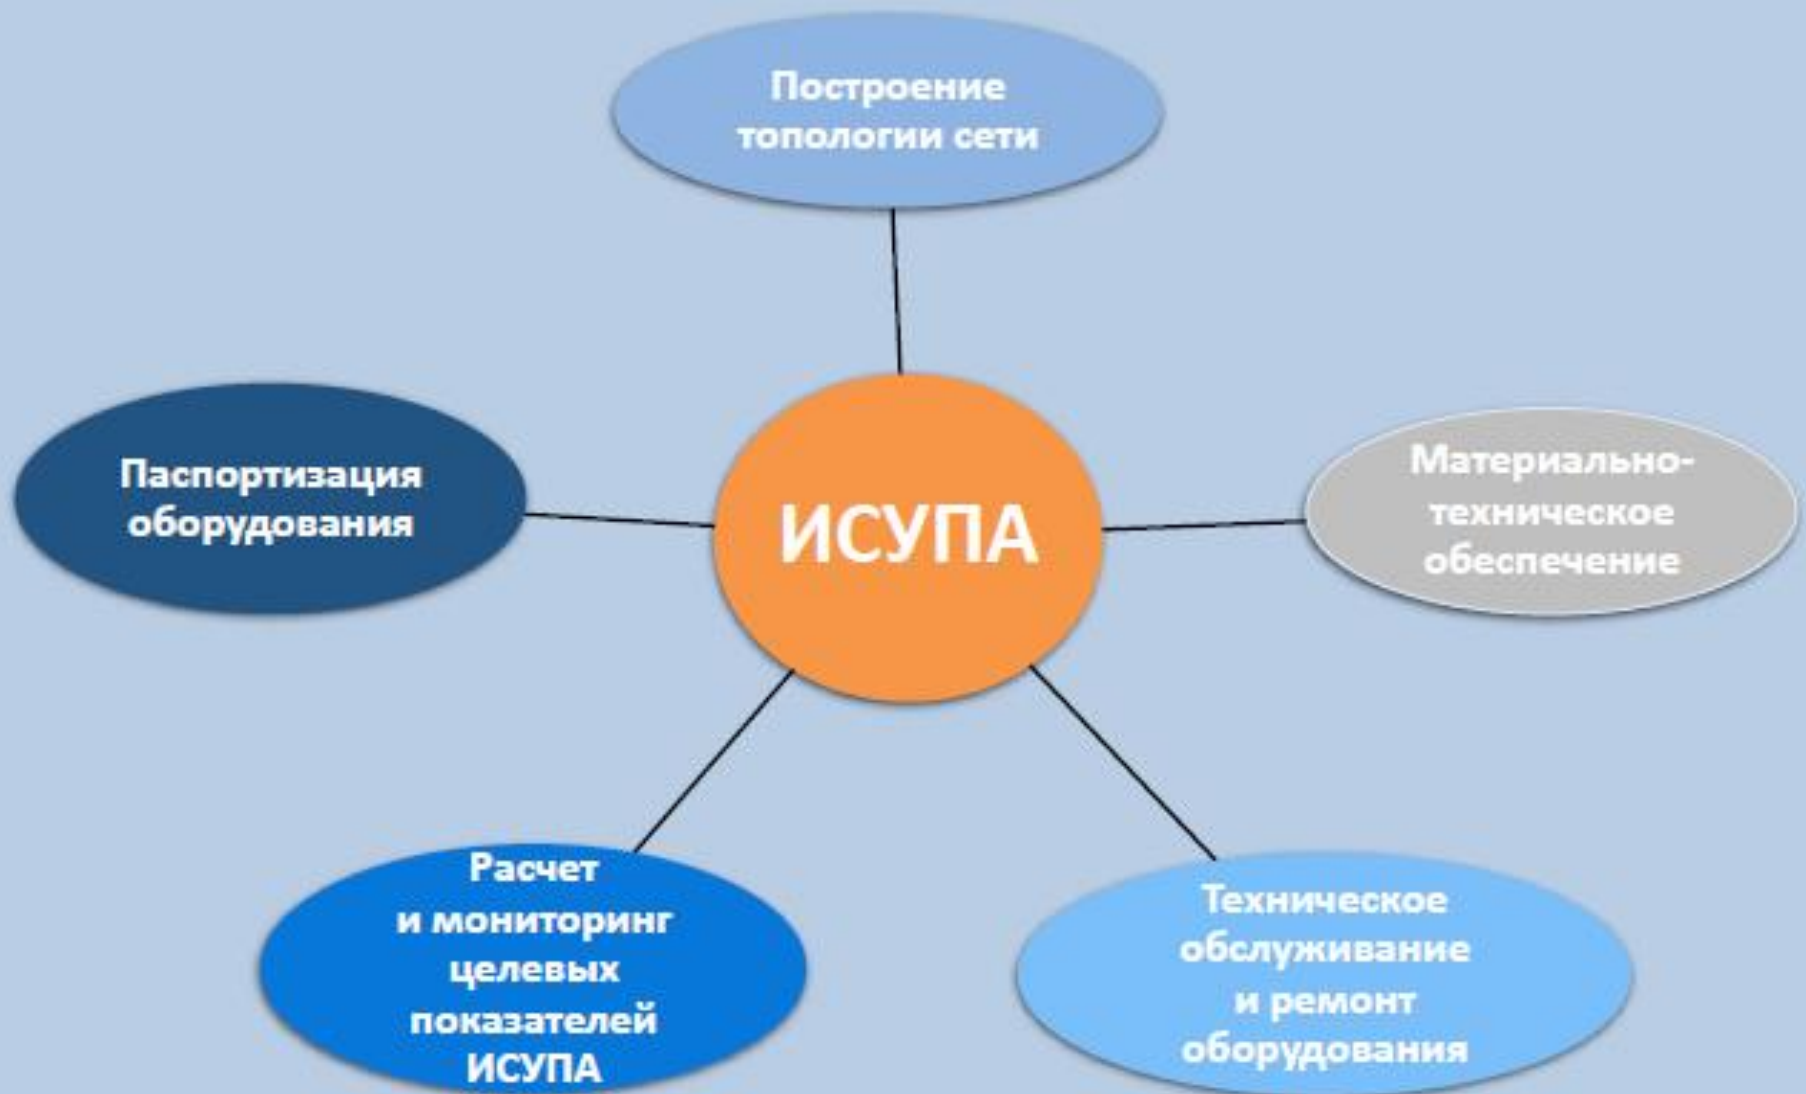 Построение
топологии сети
Паспортизация
оборудования
ИСУПА
Материально-
техническое
обеспечение
Расчет
и мониторинг
целевых
показателей
ИСУПА
Техническое
обслуживание
и ремонт
оборудования